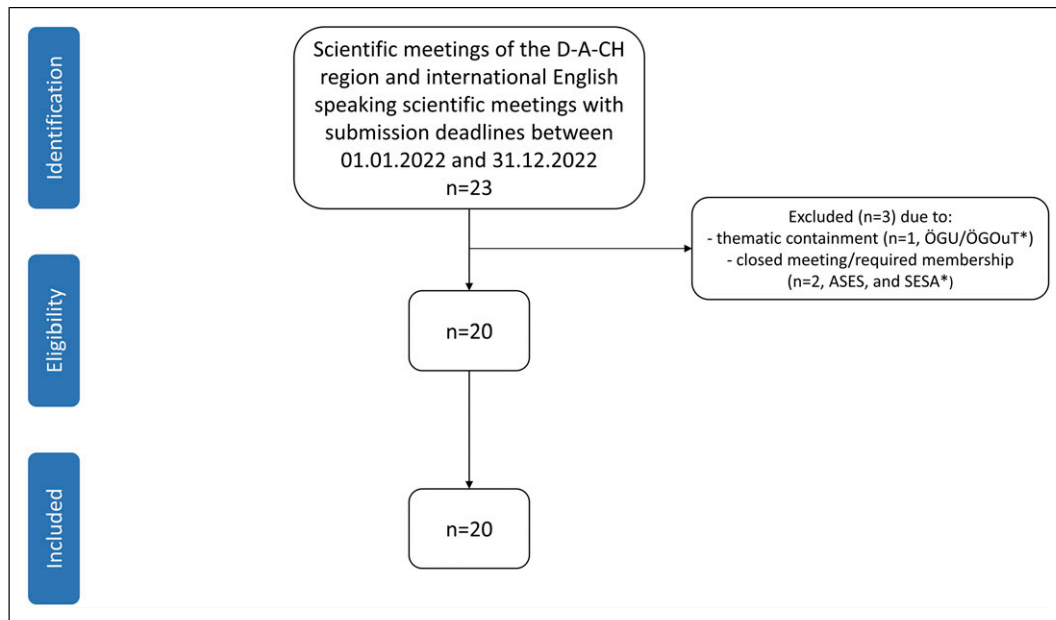 Identification
Scientific meetings of the D-A-CH
region and international English
speaking scientific meetings with
submission deadlines between
01.01.2022 and 31.12.2022
n=23
Excluded (n=3) due to:
- thematic containment (n=1, ÖGU/ÖGOuT*)
- closed meeting/required membership
(n=2, ASES, and SESA*)
Eligibility
n=20
Included
n=20